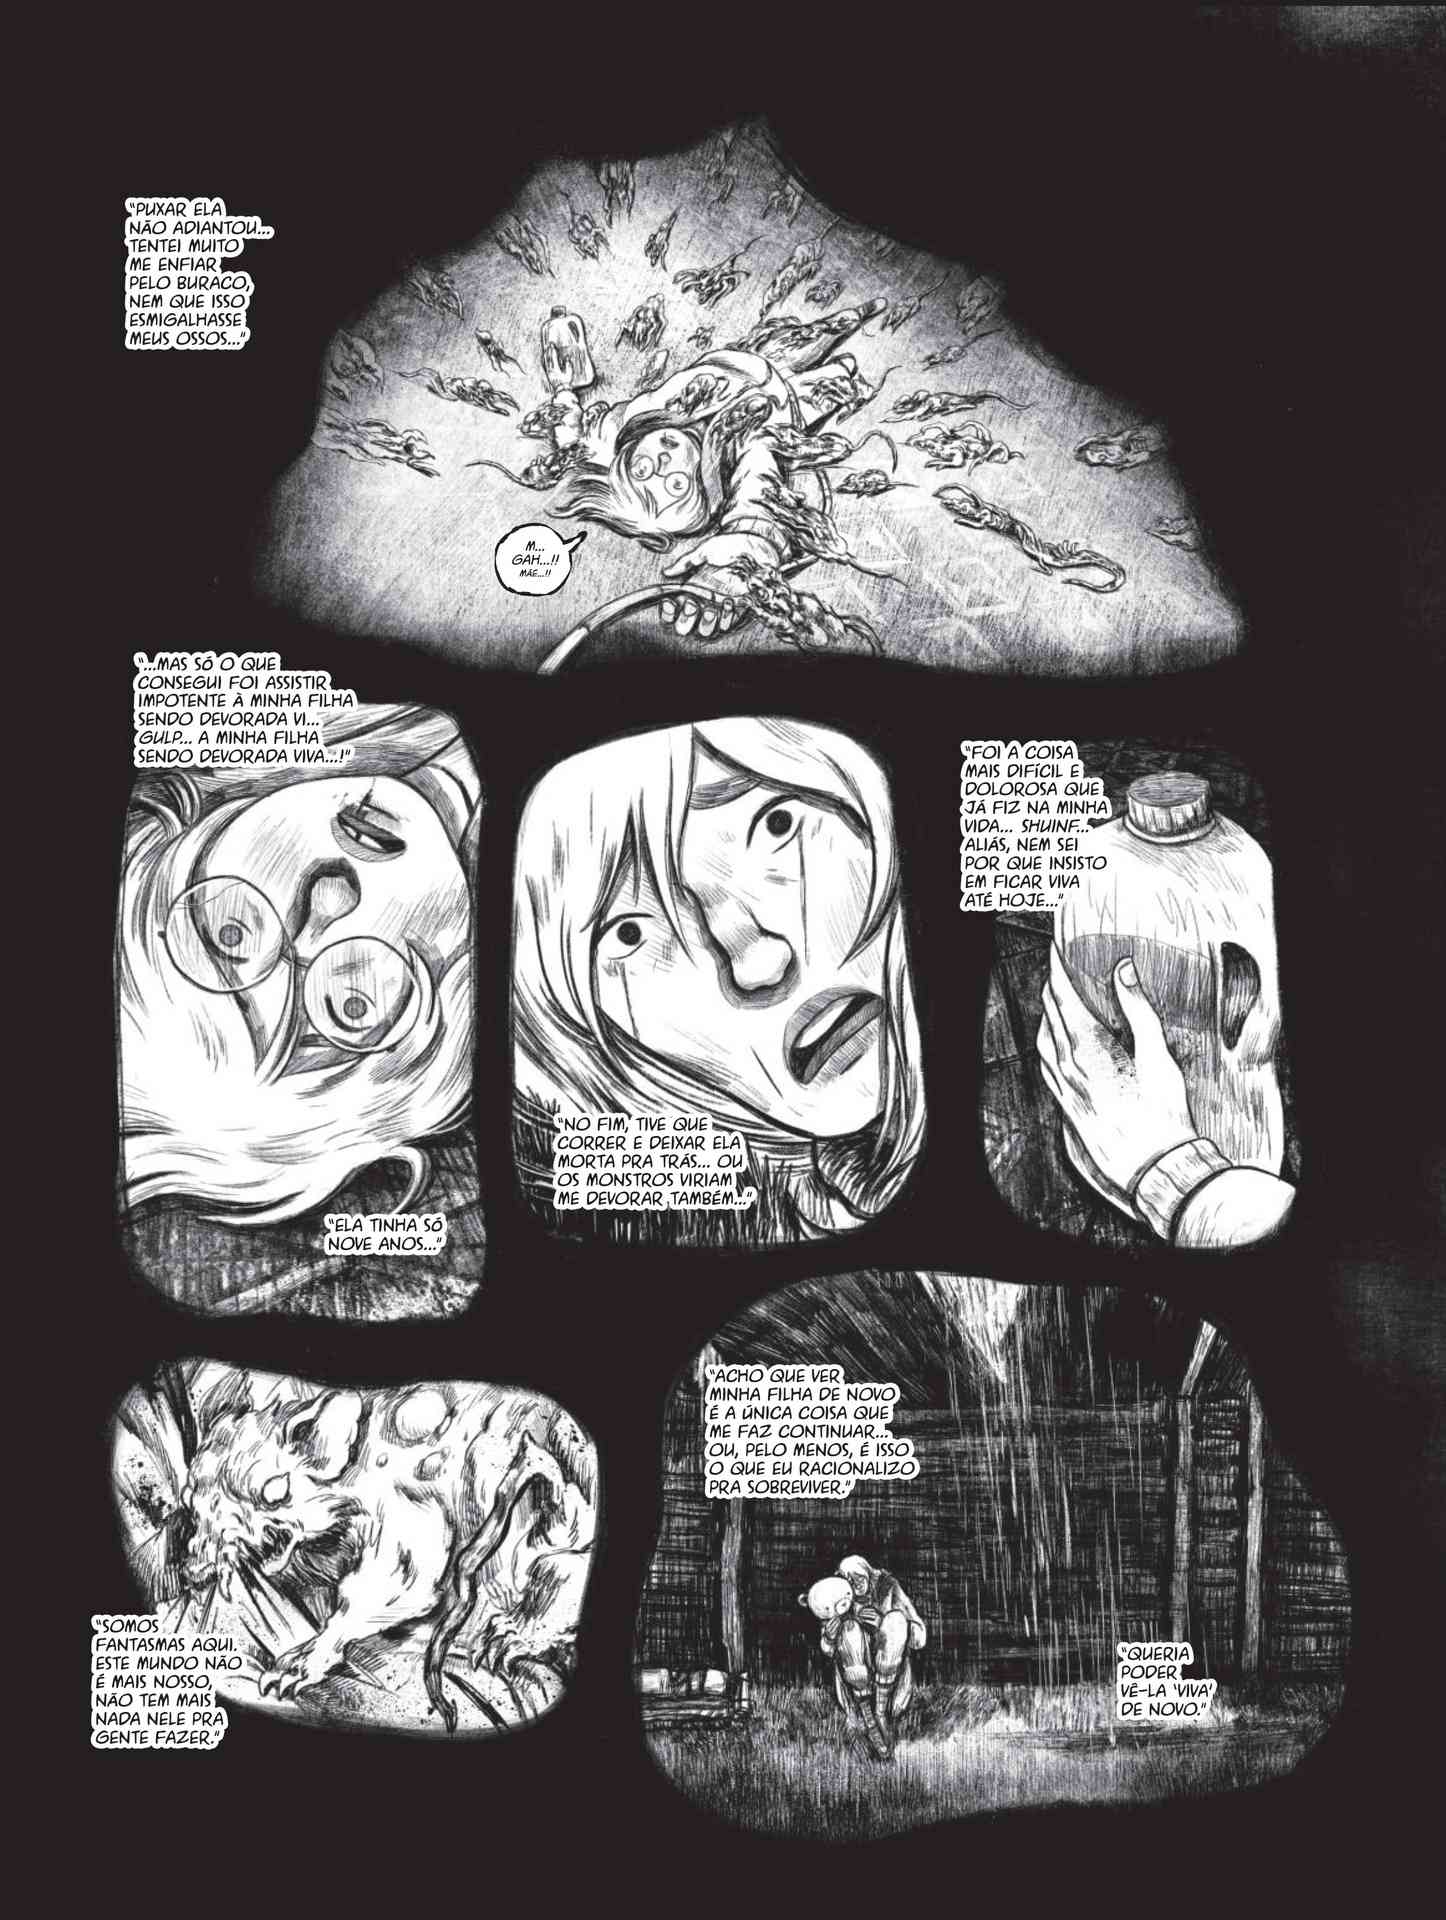 "PUXAR ELA
NÃO ADIANTOU...
TENTEI MUITO
ME ENFIAR
PELO BURACO,
NEM QUE ISSO
ESMIGALHASSE
MEUS OSSOS..."
M...
GAH...!!
MÃE...!!
"...MAS SÓ O QUE
CONSEGUI FOI ASSISTIR
IMPOTENTE À MINHA FILHA
SENDO DEVORADA VI...
GULP... A MINHA FILHA
SENDO DEVORADA VIVA...!"
"ELA TINHA SÓ
NOVE ANOS..."
"NO FIM, TIVE QUE
CORRER E DEIXAR ELA
MORTA PRA TRÁS... OU
OS MONSTROS VIRIAM
ME DEVORAR TAMBÉM..."
"FOI A COISA
MAIS DIFÍCIL E
DOLOROSA QUE
JÁ FIZ NA MINHA
VIDA... SHUINF...
ALIÁS, NEM SEI
POR QUE INSISTO
EM FICAR VIVA
ATÉ HOJE..."
"SOMOS
FANTASMAS AQUI.
ESTE MUNDO NÃO
É MAIS NOSSO,
NÃO TEM MAIS
NADA NELE PRA
GENTE FAZER."
"ACHO QUE VER
MINHA FILHA DE NOVO
É A ÚNICA COISA QUE
ME FAZ CONTINUAR...
OU, PELO MENOS, É ISSO
O QUE EU RACIONALIZO
PRA SOBREVIVER."
"QUERIA
PODER
VÊ-LA 'VIVA'
DE NOVO."